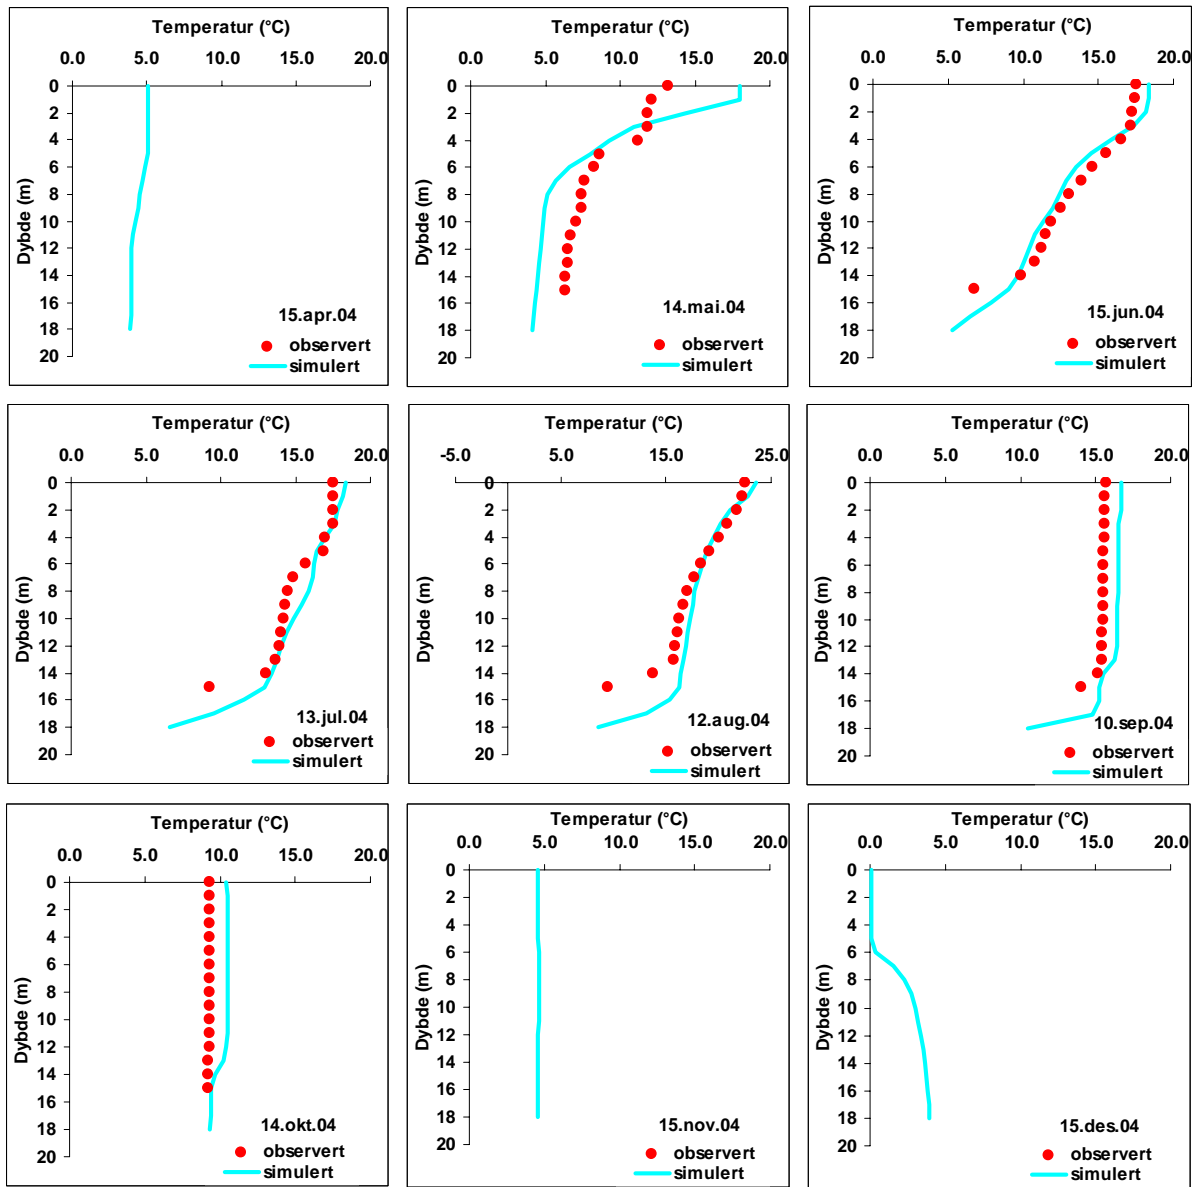 Temperatur (°C)
0.0 5.0 10.0 15.0 20.0
0
2
4
6
8
10
12
14
16
18
20
Dybde (m)
15.apr.04
observert
simulert
Temperatur (°C)
0.0 5.0 10.0 15.0 20.0
0
2
4
6
8
10
12
14
16
18
20
Dybde (m)
14.mai.04
observert
simulert
Temperatur (°C)
0.0 5.0 10.0 15.0 20.0
0
2
4
6
8
10
12
14
16
18
20
Dybde (m)
15.jun.04
observert
simulert
Temperatur (°C)
0.0 5.0 10.0 15.0 20.0
0
2
4
6
8
10
12
14
16
18
20
Dybde (m)
13.jul.04
observert
simulert
Temperatur (°C)
-5.0 5.0 15.0 25.0
0
2
4
6
8
10
12
14
16
18
20
Dybde (m)
12.aug.04
observert
simulert
Temperatur (°C)
0.0 5.0 10.0 15.0 20.0
0
2
4
6
8
10
12
14
16
18
20
Dybde (m)
10.sep.04
observert
simulert
Temperatur (°C)
0.0 5.0 10.0 15.0 20.0
0
2
4
6
8
10
12
14
16
18
20
Dybde (m)
14.okt.04
observert
simulert
Temperatur (°C)
0.0 5.0 10.0 15.0 20.0
0
2
4
6
8
10
12
14
16
18
20
Dybde (m)
15.nov.04
observert
simulert
Temperatur (°C)
0.0 5.0 10.0 15.0 20.0
0
2
4
6
8
10
12
14
16
18
20
Dybde (m)
15.des.04
observert
simulert